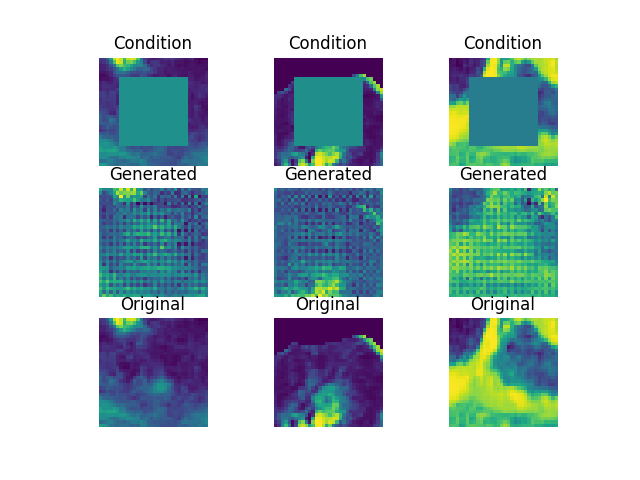 Condition Condition Condition
Generated Generated Generated
Original Original Original